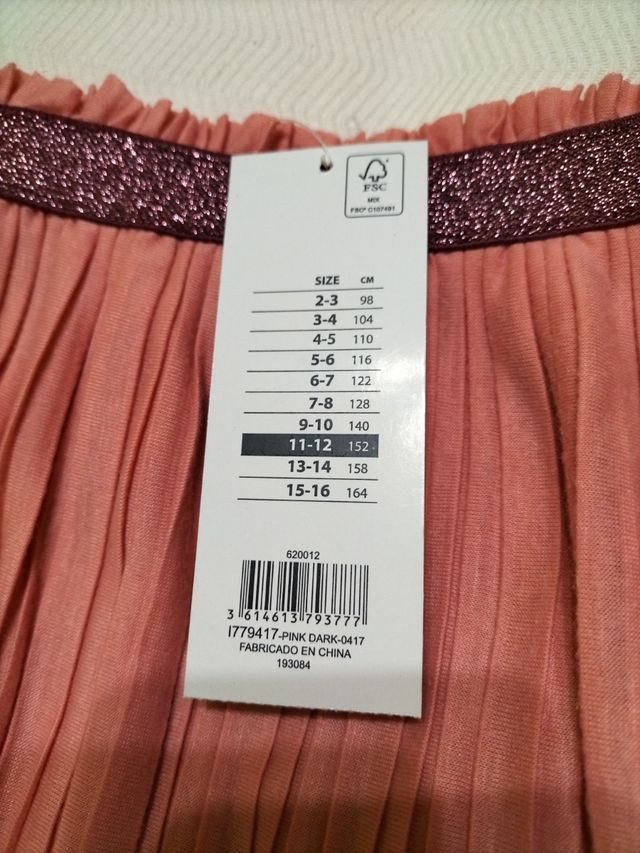 FSC
MIX
FSC® C107491
SIZE CM
2-3 98
3-4 104
4-5 110
5-6 116
6-7 122
7-8 128
9-10 140
11-12 152
13-14 158
15-16 164
620012
3 614613 793777
I779417-PINK DARK-0417
FABRICADO EN CHINA
193084